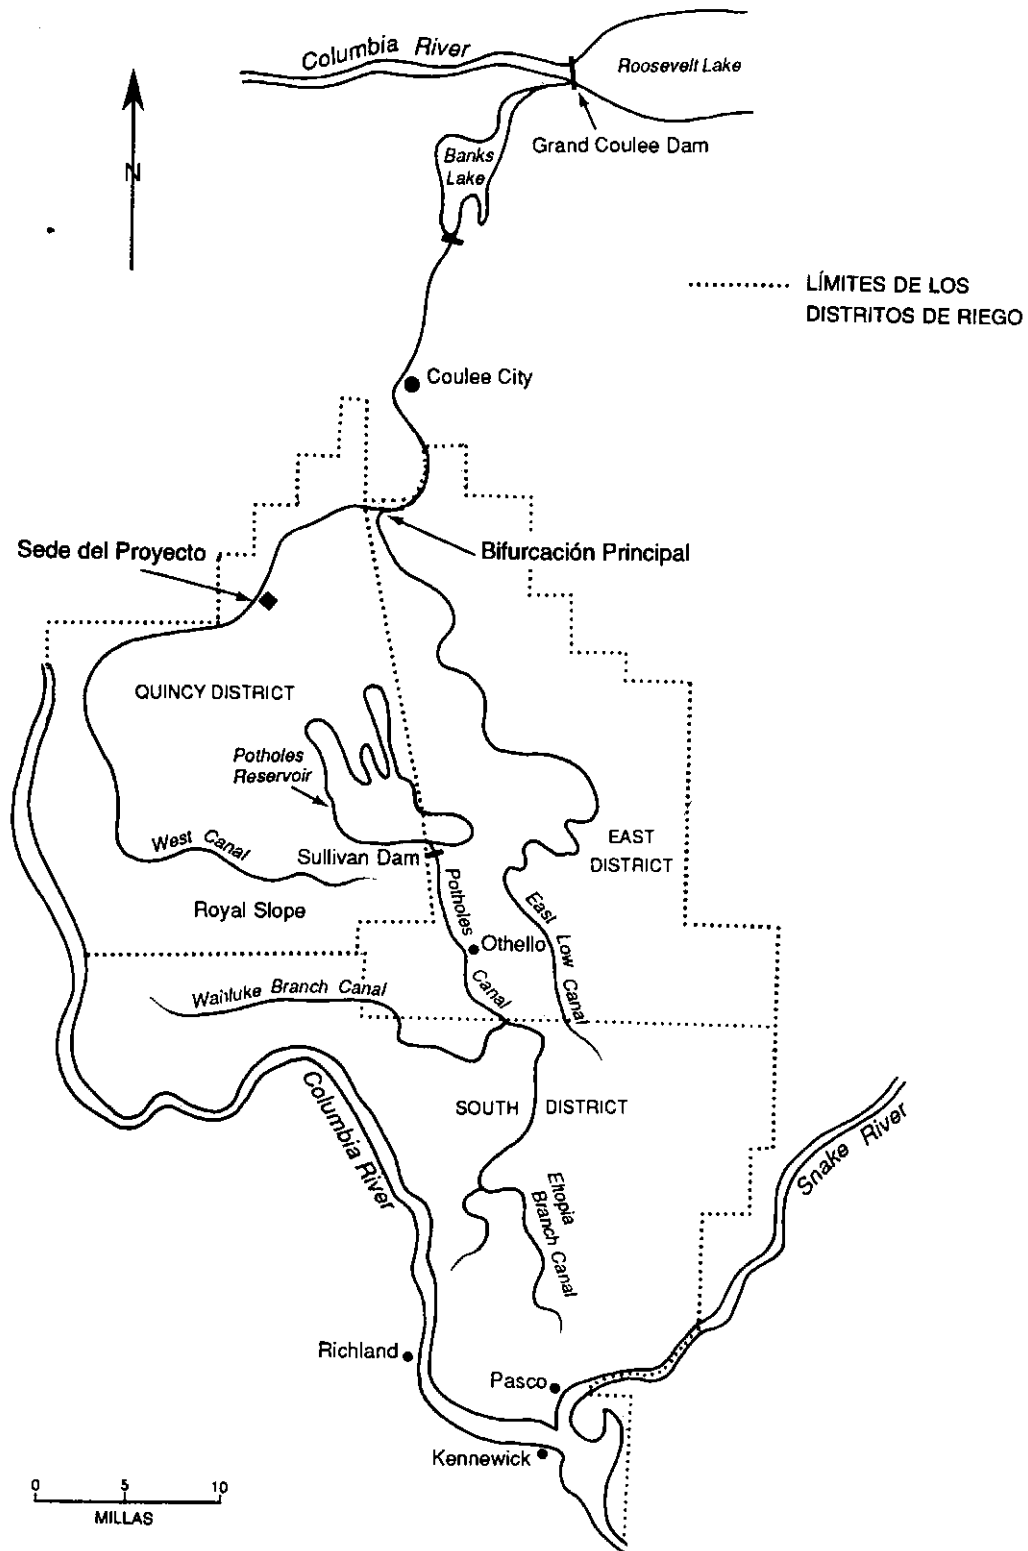 Columbia River
Roosevelt Lake
Grand Coulee Dam
Banks
Lake
N
LÍMITES DE LOS
DISTRITOS DE RIEGO
Coulee City
Sede del Proyecto
Bifurcación Principal
QUINCY DISTRICT
Potholes
Reservoir
West Canal
Sullivan Dam
EAST
DISTRICT
Royal Slope
Potholes Canal
Othello
East Low Canal
Wahluke Branch Canal
Columbia River
SOUTH DISTRICT
Snake River
Eltopia
Branch Canal
Richland
Pasco
Kennewick
0 5 10
MILLAS